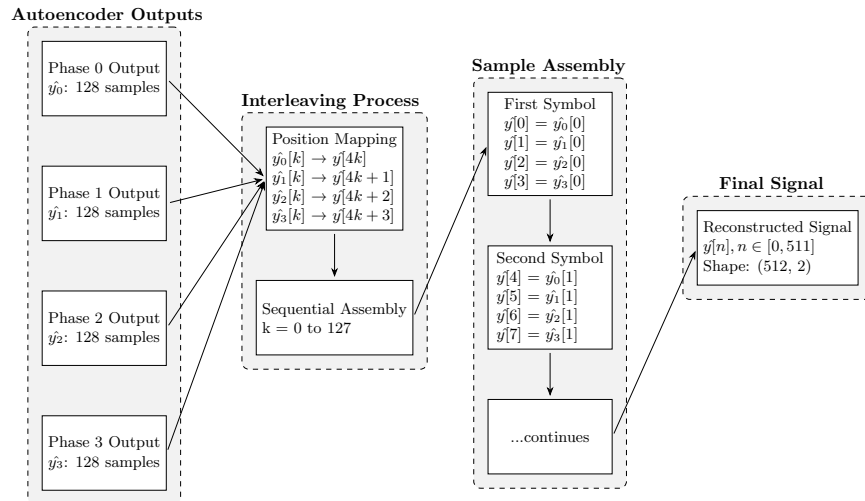 Autoencoder Outputs
Phase 0 Output
ŷ₀: 128 samples
Phase 1 Output
ŷ₁: 128 samples
Phase 2 Output
ŷ₂: 128 samples
Phase 3 Output
ŷ₃: 128 samples
Interleaving Process
Position Mapping
ŷ₀[k] → ŷ[4k]
ŷ₁[k] → ŷ[4k + 1]
ŷ₂[k] → ŷ[4k + 2]
ŷ₃[k] → ŷ[4k + 3]
Sequential Assembly
k = 0 to 127
Sample Assembly
First Symbol
ŷ[0] = ŷ₀[0]
ŷ[1] = ŷ₁[0]
ŷ[2] = ŷ₂[0]
ŷ[3] = ŷ₃[0]
Second Symbol
ŷ[4] = ŷ₀[1]
ŷ[5] = ŷ₁[1]
ŷ[6] = ŷ₂[1]
ŷ[7] = ŷ₃[1]
...continues
Final Signal
Reconstructed Signal
ŷ[n], n ∈ [0, 511]
Shape: (512, 2)